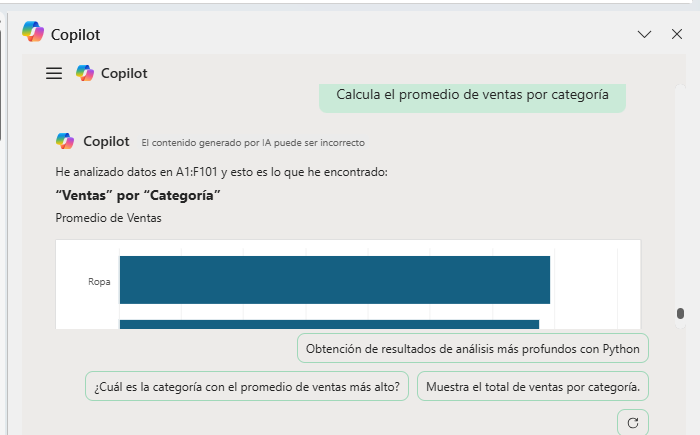 Copilot
Copilot
Calcula el promedio de ventas por categoría
Copilot El contenido generado por IA puede ser incorrecto
He analizado datos en A1:F101 y esto es lo que he encontrado:
“Ventas” por “Categoría”
Promedio de Ventas
Ropa
Obtención de resultados de análisis más profundos con Python
¿Cuál es la categoría con el promedio de ventas más alto?
Muestra el total de ventas por categoría.